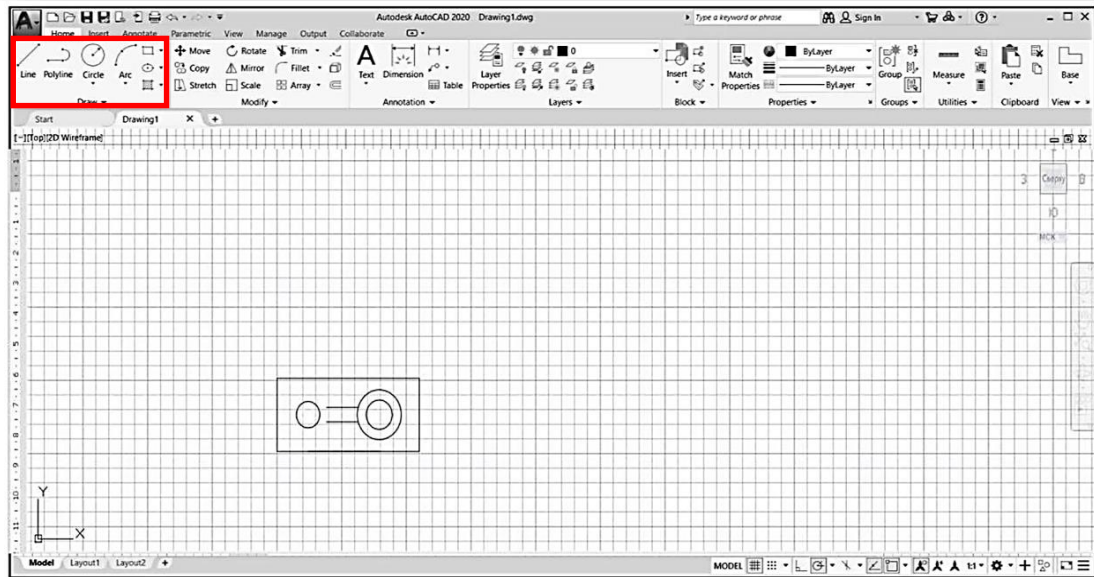 A Autodesk AutoCAD 2020 Drawing1.dwg Type a keyword or phrase Sign In
Home Insert Annotate Parametric View Manage Output Collaborate
Line Polyline Circle Arc
Move Rotate Trim
Copy Mirror Fillet
Stretch Scale Array
Text Dimension Table
Layer Properties
0
Insert
Match Properties
ByLayer
ByLayer
ByLayer
Group Measure Paste Base
Draw Modify Annotation Layers Block Properties Groups Utilities Clipboard View
Start Drawing1 X +
[-][Top][2D Wireframe]
З Сверху В
Ю
МСК
Y
X
Model Layout1 Layout2 +
MODEL 1:1